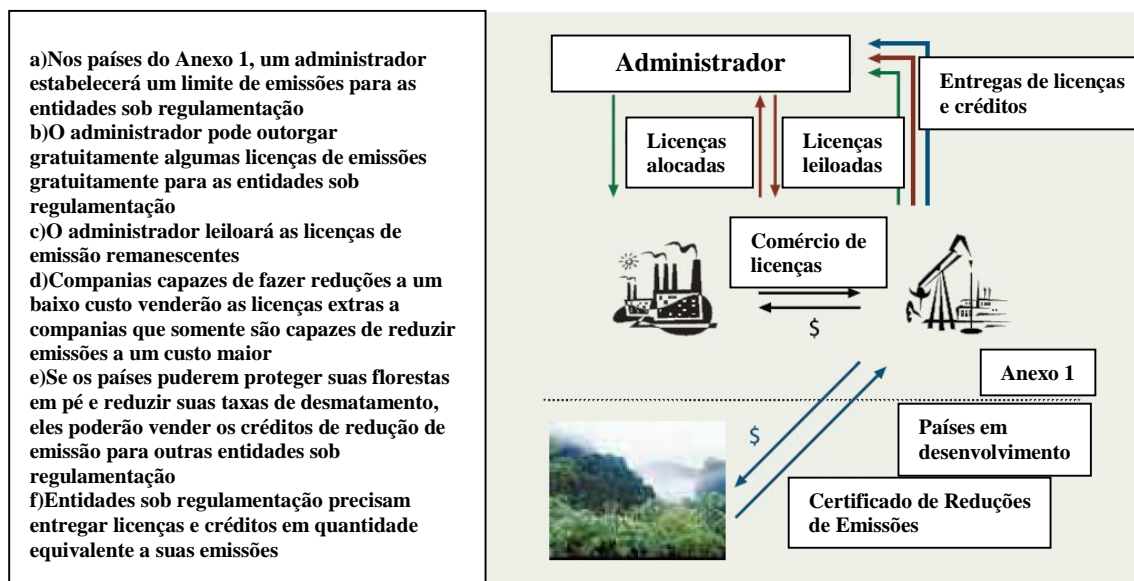 a)Nos países do Anexo 1, um administrador
estabelecerá um limite de emissões para as
entidades sob regulamentação
b)O administrador pode outorgar
gratuitamente algumas licenças de emissões
gratuitamente para as entidades sob
regulamentação
c)O administrador leiloará as licenças de
emissão remanescentes
d)Companias capazes de fazer reduções a um
baixo custo venderão as licenças extras a
companias que somente são capazes de reduzir
emissões a um custo maior
e)Se os países puderem proteger suas florestas
em pé e reduzir suas taxas de desmatamento,
eles poderão vender os créditos de redução de
emissão para outras entidades sob
regulamentação
f)Entidades sob regulamentação precisam
entregar licenças e créditos em quantidade
equivalente a suas emissões
Administrador
Entregas de licenças
e créditos
Licenças
alocadas
Licenças
leiloadas
Comércio de
licenças
$
Anexo 1
$
Países em
desenvolvimento
Certificado de Reduções
de Emissões